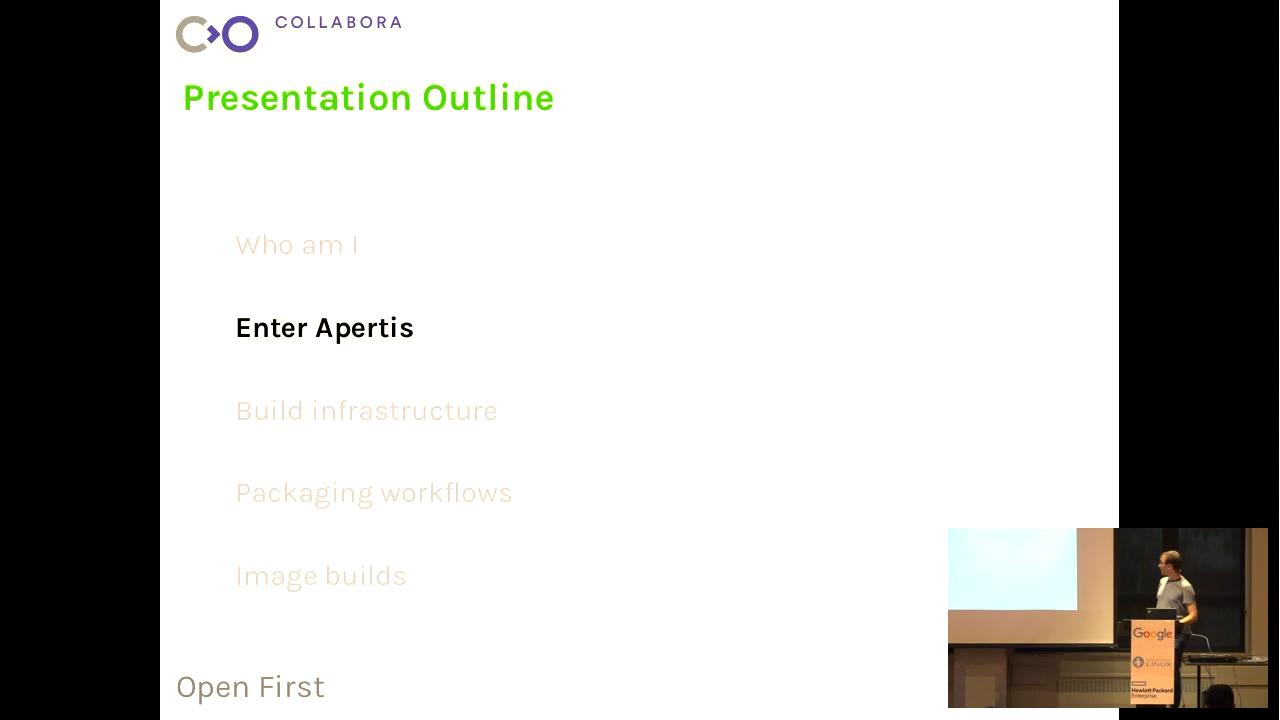 COLLABORA
Presentation Outline
Who am I
Enter Apertis
Build infrastructure
Packaging workflows
Image builds
Open First
Google
LINUX
Hewlett Packard
Enterprise